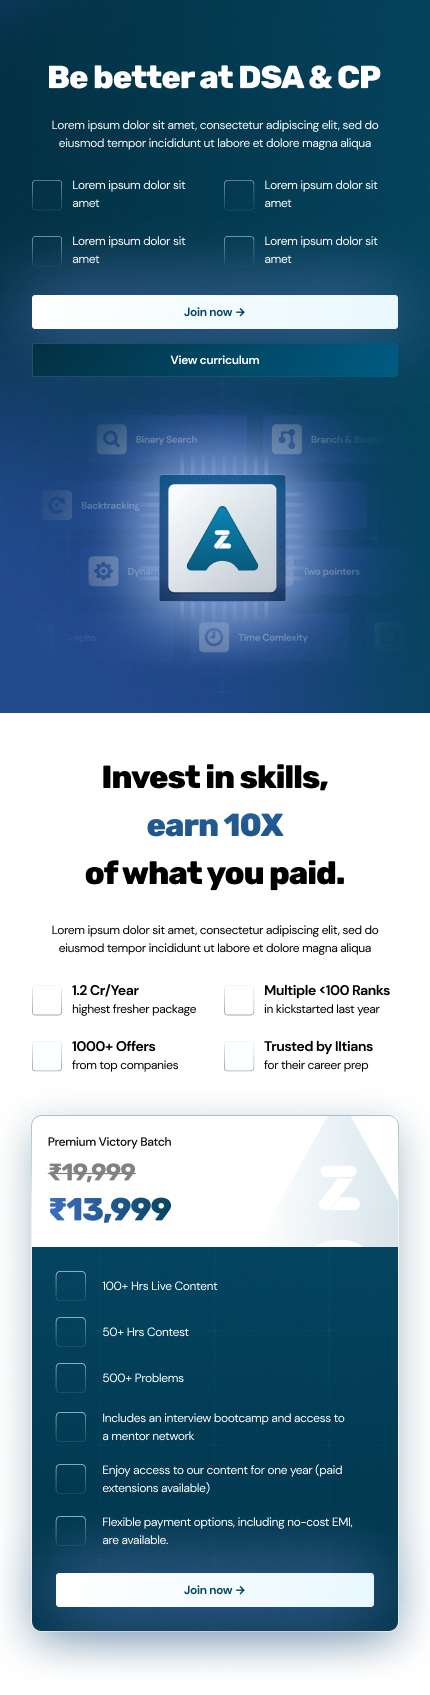 Be better at DSA & CP
Lorem ipsum dolor sit amet, consectetur adipiscing elit, sed do
eiusmod tempor incididunt ut labore et dolore magna aliqua
Lorem ipsum dolor sit
amet
Lorem ipsum dolor sit
amet
Lorem ipsum dolor sit
amet
Lorem ipsum dolor sit
amet
Join now →
View curriculum
Binary Search
Branch &
Backtracking
Two pointers
Graphs
Time Comlexity
Invest in skills,
earn 10X
of what you paid.
Lorem ipsum dolor sit amet, consectetur adipiscing elit, sed do
eiusmod tempor incididunt ut labore et dolore magna aliqua
1.2 Cr/Year
highest fresher package
Multiple <100 Ranks
in kickstarted last year
1000+ Offers
from top companies
Trusted by IItians
for their career prep
Premium Victory Batch
₹19,999
₹13,999
100+ Hrs Live Content
50+ Hrs Contest
500+ Problems
Includes an interview bootcamp and access to
a mentor network
Enjoy access to our content for one year (paid
extensions available)
Flexible payment options, including no-cost EMI,
are available.
Join now →